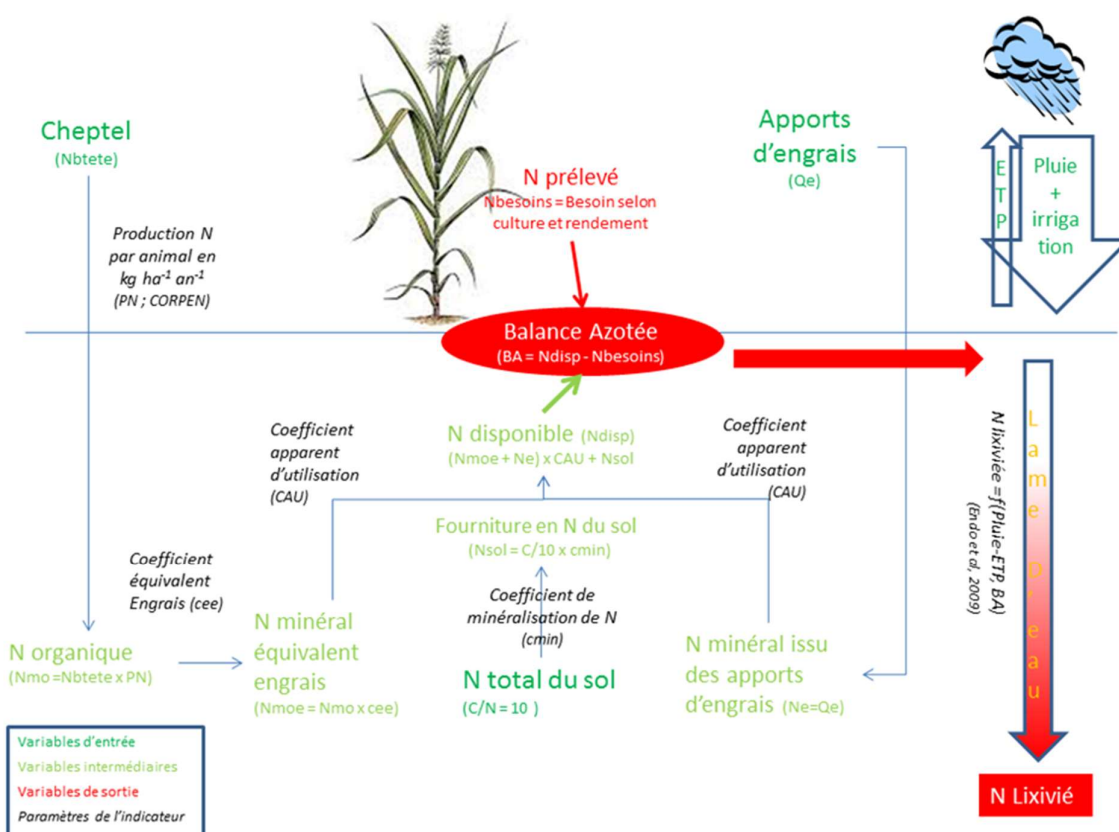 Cheptel
(Nbtete)
Production N
par animal en
kg ha⁻¹ an⁻¹
(PN ; CORPEN)
N prélevé
Nbesoins = Besoin selon
culture et rendement
Apports
d'engrais
(Qe)
ETP
Pluie
+
irriga
tion
Balance Azotée
(BA = Ndisp - Nbesoins)
Coefficient
apparent
d'utilisation
(CAU)
N disponible (Ndisp)
(Nmoe + Ne) x CAU + Nsol
Coefficient
apparent
d'utilisation
(CAU)
Fourniture en N du sol
(Nsol = C/10 x cmin)
Coefficient
équivalent
Engrais (cee)
Coefficient de
minéralisation de N
(cmin)
N organique
(Nmo =Nbtete x PN)
N minéral
équivalent
engrais
(Nmoe = Nmo x cee)
N total du sol
(C/N = 10 )
N minéral issu
des apports
d'engrais (Ne=Qe)
Lame Dreau
N lixiviée =f(Pluie-ETP, BA)
(Endo et al, 2009)
N Lixivié
Variables d'entrée
Variables intermédiaires
Variables de sortie
Paramètres de l'indicateur